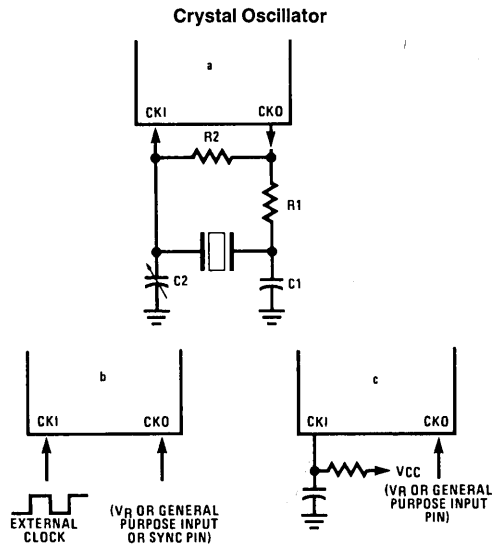 Crystal Oscillator
a
CKI CKO
R2
R1
C2 C1
b
CKI CKO
EXTERNAL
CLOCK
(VR OR GENERAL
PURPOSE INPUT
OR SYNC PIN)
c
CKI CKO
VCC
(VR OR GENERAL
PURPOSE INPUT
PIN)